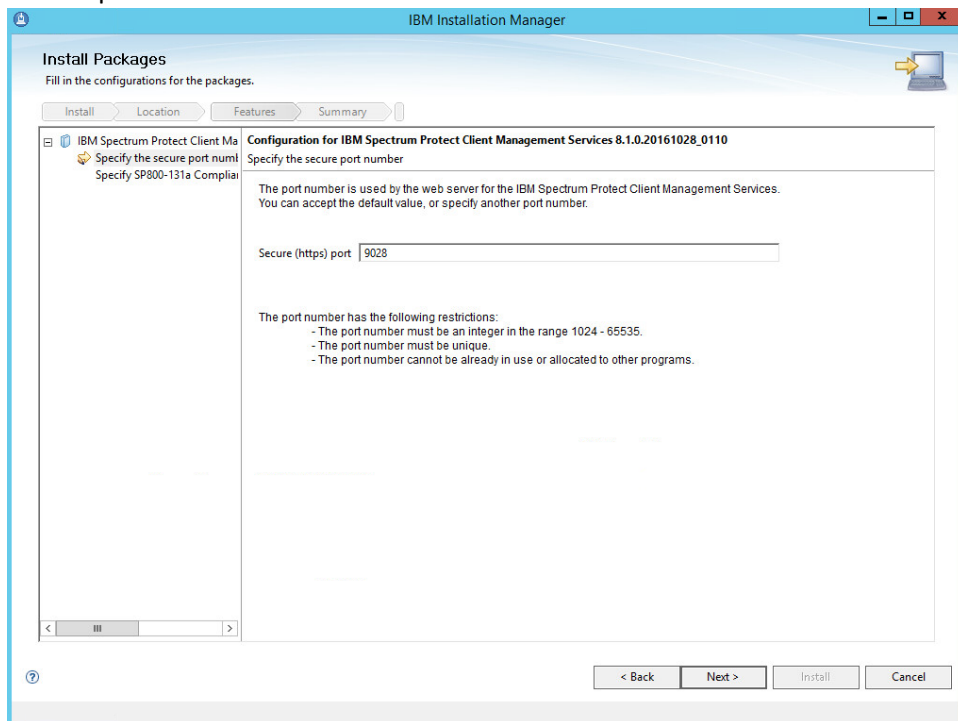 IBM Installation Manager
Install Packages
Fill in the configurations for the packages.
Install
Location
Features
Summary
IBM Spectrum Protect Client Ma
Specify the secure port numb
Specify SP800-131a Complian
Configuration for IBM Spectrum Protect Client Management Services 8.1.0.20161028_0110
Specify the secure port number
The port number is used by the web server for the IBM Spectrum Protect Client Management Services.
You can accept the default value, or specify another port number.
Secure (https) port 9028
The port number has the following restrictions:
- The port number must be an integer in the range 1024 - 65535.
- The port number must be unique.
- The port number cannot be already in use or allocated to other programs.
< Back
Next >
Install
Cancel